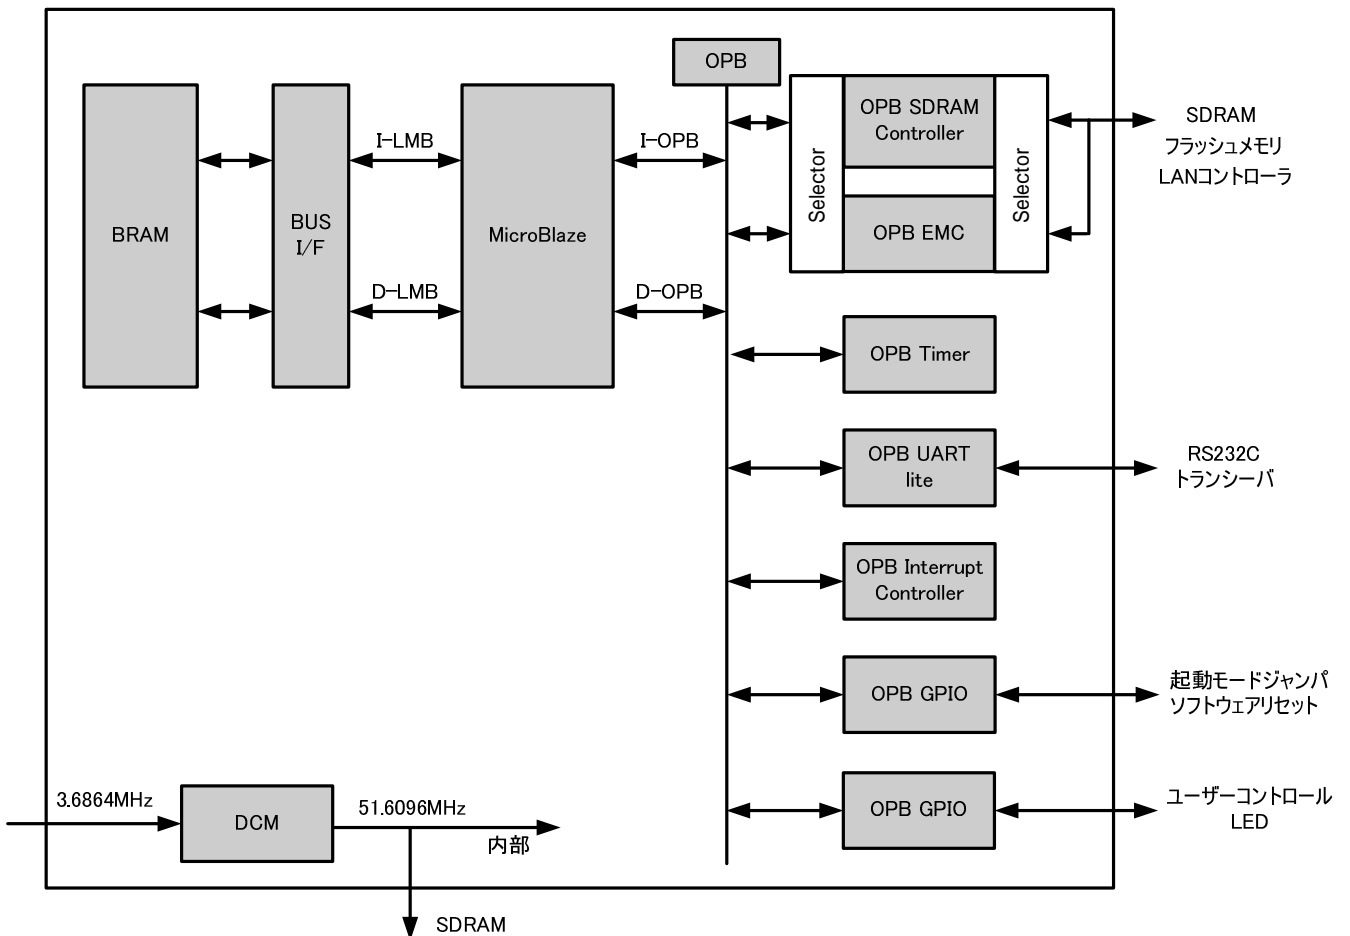 OPB
BRAM
BUS
I/F
I-LMB
D-LMB
MicroBlaze
I-OPB
D-OPB
Selector
OPB SDRAM
Controller
OPB EMC
Selector
SDRAM
フラッシュメモリ
LANコントローラ
OPB Timer
OPB UART
lite
RS232C
トランシーバ
OPB Interrupt
Controller
OPB GPIO
起動モードジャンパ
ソフトウェアリセット
OPB GPIO
ユーザーコントロール
LED
3.6864MHz
DCM
51.6096MHz
内部
SDRAM